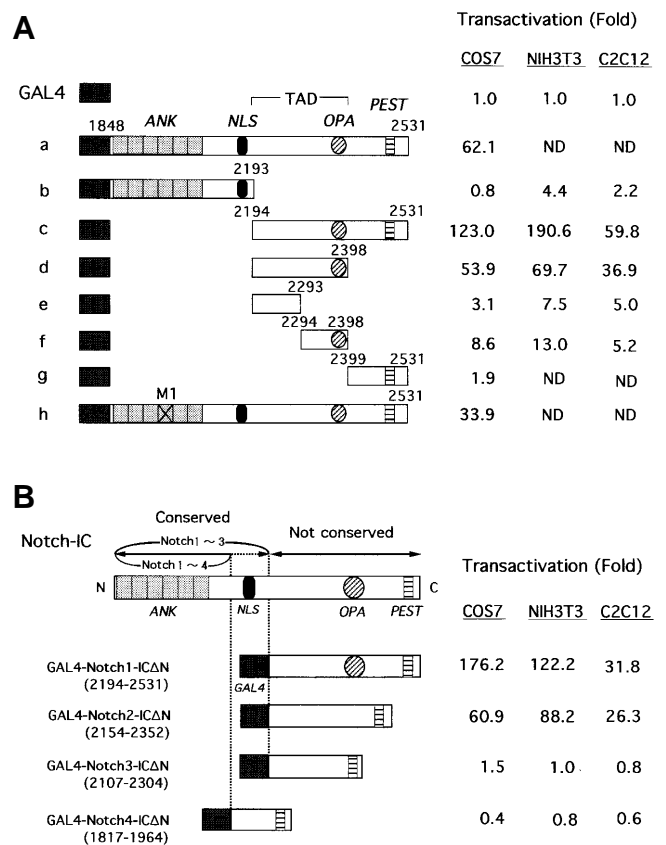 A
Transactivation (Fold)
COS7 NIH3T3 C2C12
GAL4 1.0 1.0 1.0
TAD
1848 ANK NLS OPA PEST 2531
a 62.1 ND ND
2193
b 0.8 4.4 2.2
2194 2531
c 123.0 190.6 59.8
2398
d 53.9 69.7 36.9
2293
e 3.1 7.5 5.0
2294 2398
f 8.6 13.0 5.2
2399 2531
g 1.9 ND ND
M1 2531
h 33.9 ND ND
B
Conserved
Notch-IC Notch1 ~ 3 Not conserved
Notch 1 ~ 4
Transactivation (Fold)
N C
ANK NLS OPA PEST
COS7 NIH3T3 C2C12
GAL4-Notch1-ICΔN 176.2 122.2 31.8
(2194-2531) GAL4
GAL4-Notch2-ICΔN 60.9 88.2 26.3
(2154-2352)
GAL4-Notch3-ICΔN 1.5 1.0 0.8
(2107-2304)
GAL4-Notch4-ICΔN 0.4 0.8 0.6
(1817-1964)